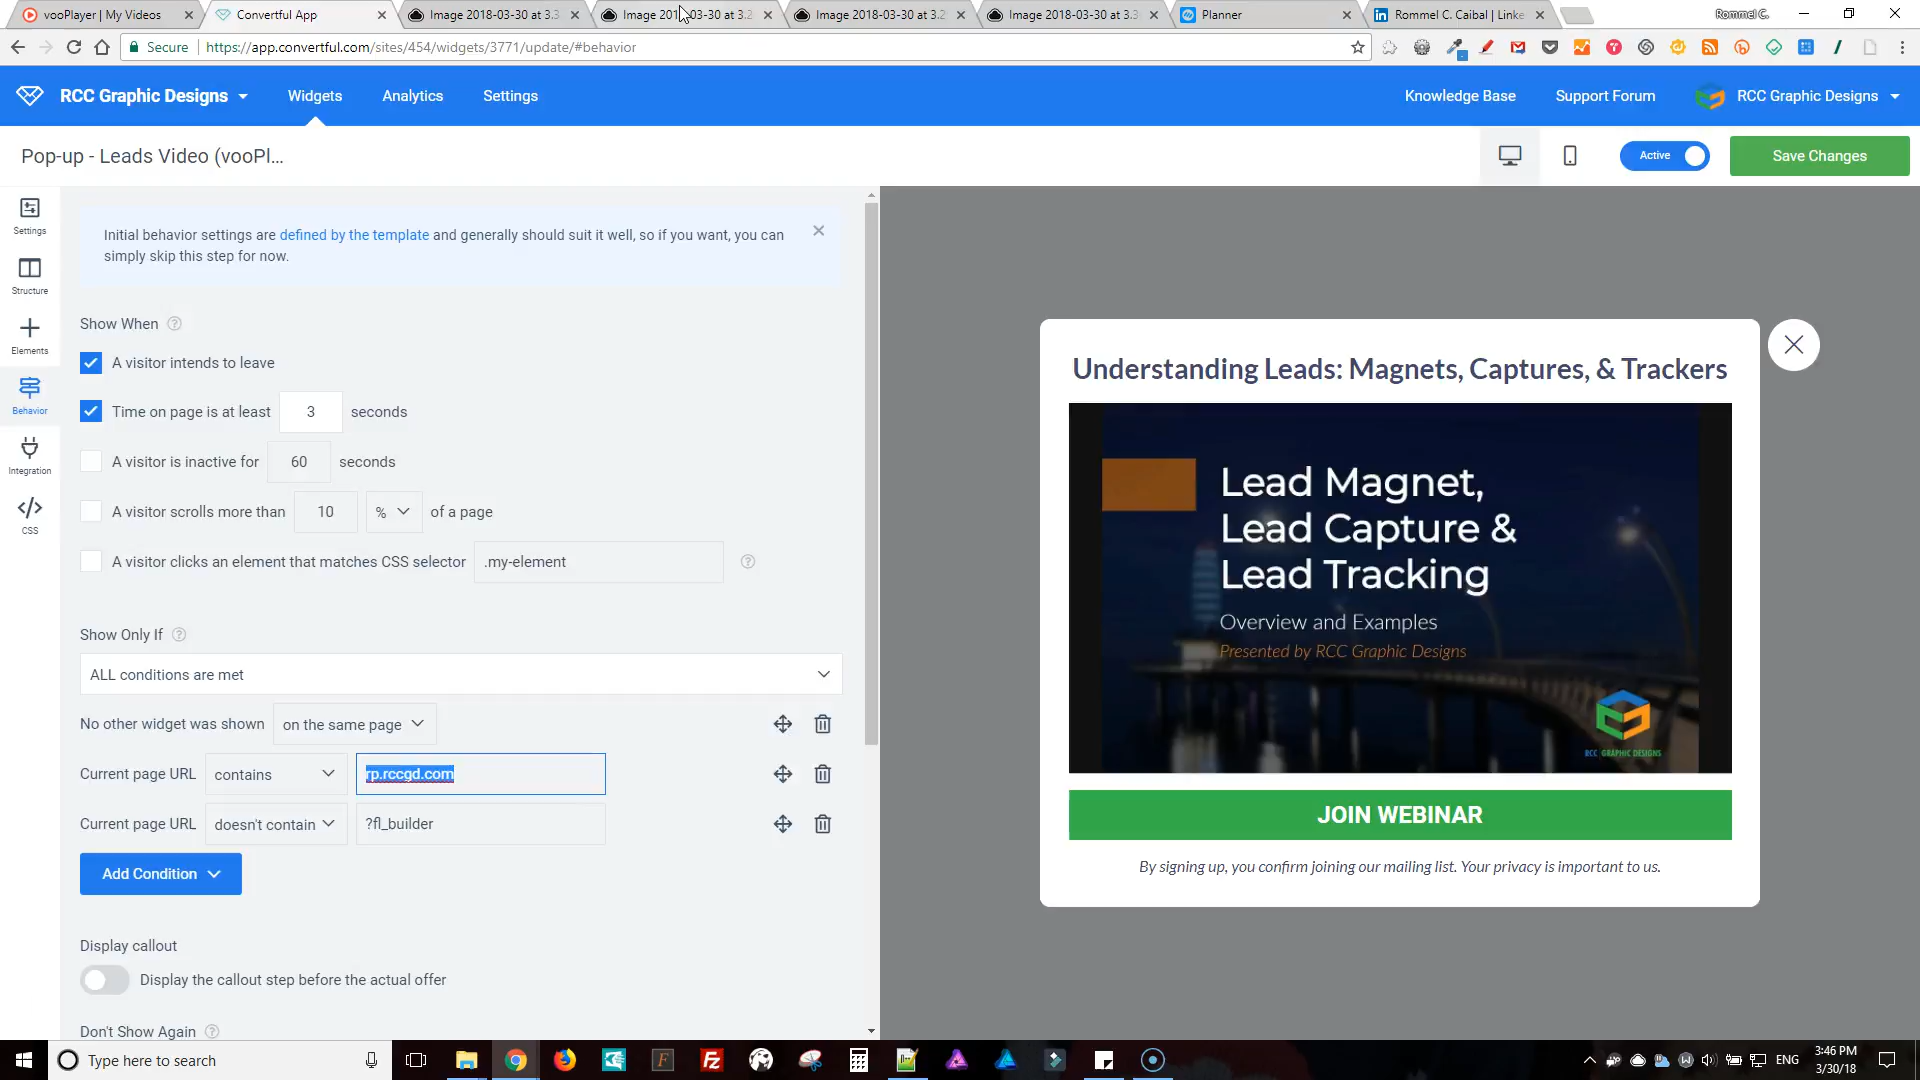 vooPlayer | My Videos
Convertful App
Image 2018-03-30 at 3.3
Image 2018-03-30 at 3.2
Image 2018-03-30 at 3.2
Image 2018-03-30 at 3.3
Planner
Rommel C. Caibal | Linke
Rommel C.
Secure
https://app.convertful.com/sites/454/widgets/3771/update/#behavior
RCC Graphic Designs
Widgets
Analytics
Settings
Knowledge Base
Support Forum
RCC Graphic Designs
Pop-up - Leads Video (vooPl...
Active
Save Changes
Settings
Structure
Elements
Behavior
Integration
CSS
Initial behavior settings are defined by the template and generally should suit it well, so if you want, you can
simply skip this step for now.
Show When
A visitor intends to leave
Time on page is at least 3 seconds
A visitor is inactive for 60 seconds
A visitor scrolls more than 10 % of a page
A visitor clicks an element that matches CSS selector .my-element
Show Only If
ALL conditions are met
No other widget was shown on the same page
Current page URL contains rp.rccgd.com
Current page URL doesn't contain ?fl_builder
Add Condition
Display callout
Display the callout step before the actual offer
Don't Show Again
Understanding Leads: Magnets, Captures, & Trackers
Lead Magnet,
Lead Capture &
Lead Tracking
Overview and Examples
Presented by RCC Graphic Designs
RCC GRAPHIC DESIGNS
JOIN WEBINAR
By signing up, you confirm joining our mailing list. Your privacy is important to us.
Type here to search
ENG
3:46 PM
3/30/18